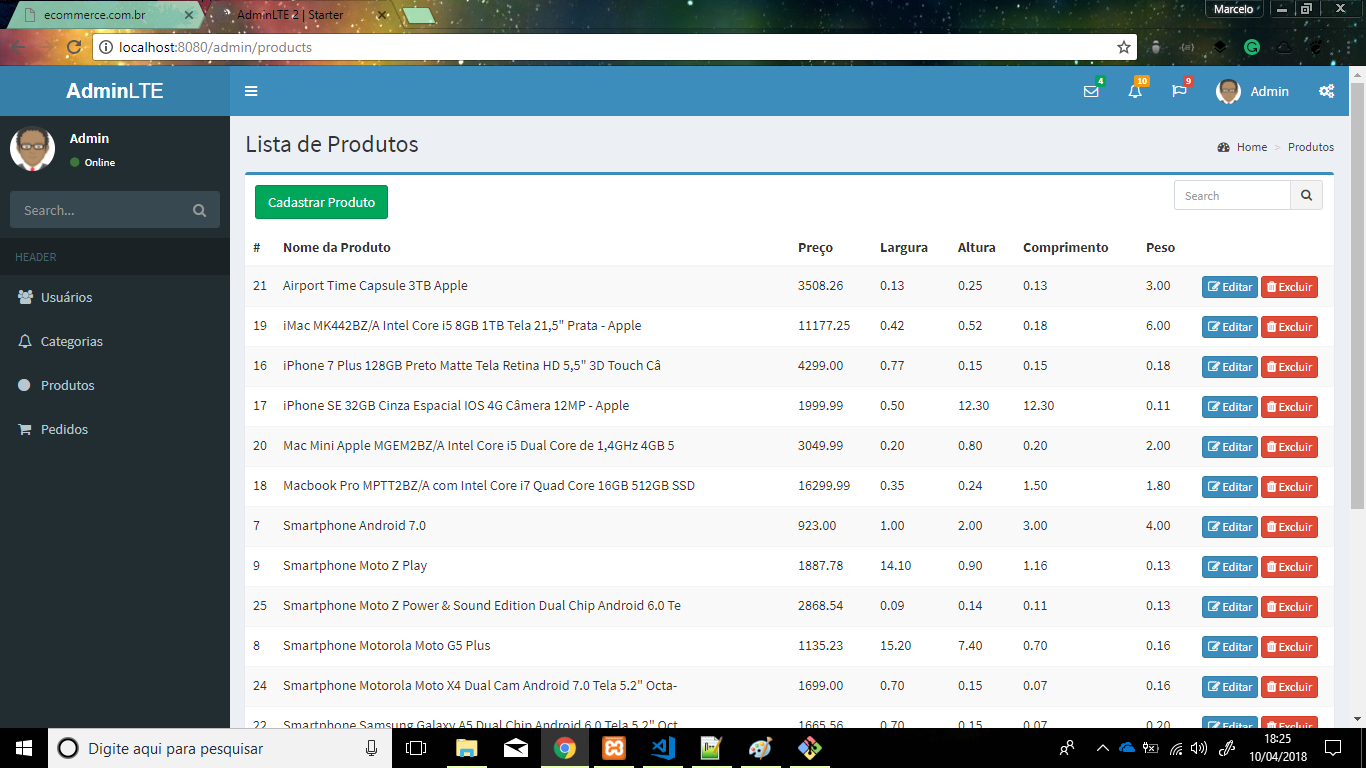 ecommerce.com.br
AdminLTE 2 | Starter
Marcelo
localhost:8080/admin/products
AdminLTE
4
10
9
Admin
Admin
Online
Search...
HEADER
Usuários
Categorias
Produtos
Pedidos
Lista de Produtos
Home > Produtos
Cadastrar Produto
Search
# Nome da Produto Preço Largura Altura Comprimento Peso
21 Airport Time Capsule 3TB Apple 3508.26 0.13 0.25 0.13 3.00 Editar Excluir
19 iMac MK442BZ/A Intel Core i5 8GB 1TB Tela 21,5" Prata - Apple 11177.25 0.42 0.52 0.18 6.00 Editar Excluir
16 iPhone 7 Plus 128GB Preto Matte Tela Retina HD 5,5" 3D Touch Câ 4299.00 0.77 0.15 0.15 0.18 Editar Excluir
17 iPhone SE 32GB Cinza Espacial IOS 4G Câmera 12MP - Apple 1999.99 0.50 12.30 12.30 0.11 Editar Excluir
20 Mac Mini Apple MGEM2BZ/A Intel Core i5 Dual Core de 1,4GHz 4GB 5 3049.99 0.20 0.80 0.20 2.00 Editar Excluir
18 Macbook Pro MPTT2BZ/A com Intel Core i7 Quad Core 16GB 512GB SSD 16299.99 0.35 0.24 1.50 1.80 Editar Excluir
7 Smartphone Android 7.0 923.00 1.00 2.00 3.00 4.00 Editar Excluir
9 Smartphone Moto Z Play 1887.78 14.10 0.90 1.16 0.13 Editar Excluir
25 Smartphone Moto Z Power & Sound Edition Dual Chip Android 6.0 Te 2868.54 0.09 0.14 0.11 0.13 Editar Excluir
8 Smartphone Motorola Moto G5 Plus 1135.23 15.20 7.40 0.70 0.16 Editar Excluir
24 Smartphone Motorola Moto X4 Dual Cam Android 7.0 Tela 5.2" Octa- 1699.00 0.70 0.15 0.07 0.16 Editar Excluir
22 Smartphone Samsung Galaxy A5 Dual Chip Android 6.0 Tela 5.2" Oct 1665.56 0.70 0.15 0.07 0.20 Editar Excluir
Digite aqui para pesquisar
18:25
10/04/2018